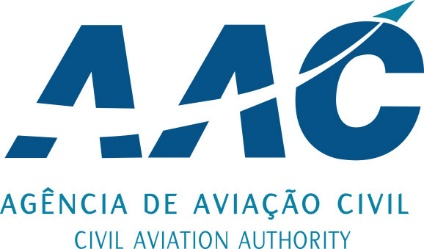 AAC
AGÊNCIA DE AVIAÇÃO CIVIL
CIVIL AVIATION AUTHORITY